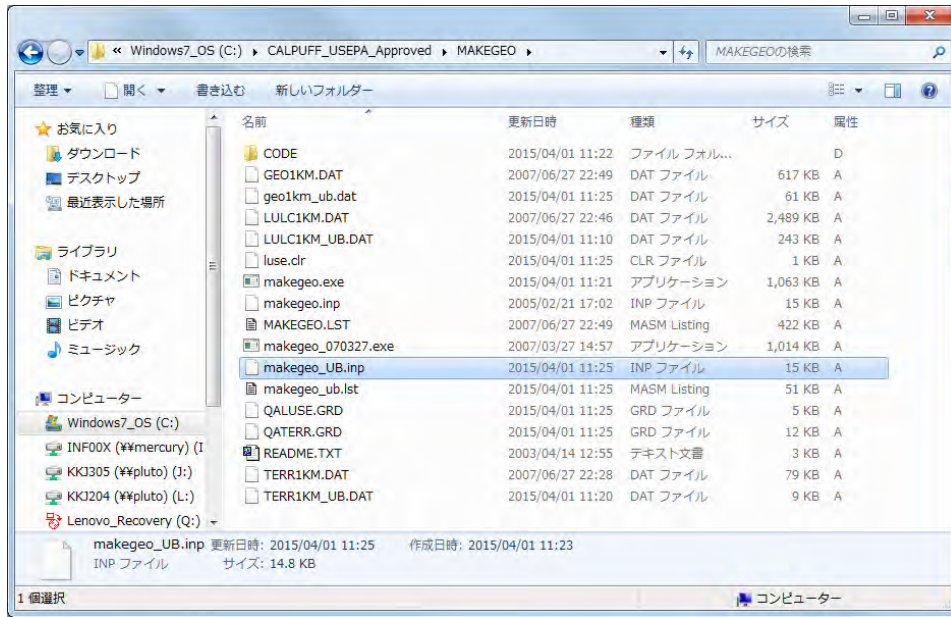 « Windows7_OS (C:) ▸ CALPUFF_USEPA_Approved ▸ MAKEGEO ▸ MAKEGEOの検索
整理 開く 書き込む 新しいフォルダー
お気に入り
ダウンロード
デスクトップ
最近表示した場所
ライブラリ
ドキュメント
ピクチャ
ビデオ
ミュージック
コンピューター
Windows7_OS (C:)
INF00X (¥¥mercury) (I
KKJ305 (¥¥pluto) (J:)
KKJ204 (¥¥pluto) (L:)
Lenovo_Recovery (Q:)
名前 更新日時 種類 サイズ 属性
CODE 2015/04/01 11:22 ファイル フォル... D
GEO1KM.DAT 2007/06/27 22:49 DAT ファイル 617 KB A
geo1km_ub.dat 2015/04/01 11:25 DAT ファイル 61 KB A
LULC1KM.DAT 2007/06/27 22:46 DAT ファイル 2,489 KB A
LULC1KM_UB.DAT 2015/04/01 11:10 DAT ファイル 243 KB A
luse.clr 2015/04/01 11:25 CLR ファイル 1 KB A
makegeo.exe 2015/04/01 11:21 アプリケーション 1,063 KB A
makegeo.inp 2005/02/21 17:02 INP ファイル 15 KB A
MAKEGEO.LST 2007/06/27 22:49 MASM Listing 422 KB A
makegeo_070327.exe 2007/03/27 14:57 アプリケーション 1,014 KB A
makegeo_UB.inp 2015/04/01 11:25 INP ファイル 15 KB A
makegeo_ub.lst 2015/04/01 11:25 MASM Listing 51 KB A
QALUSE.GRD 2015/04/01 11:25 GRD ファイル 5 KB A
QATERR.GRD 2015/04/01 11:25 GRD ファイル 12 KB A
README.TXT 2003/04/14 12:55 テキスト文書 3 KB A
TERR1KM.DAT 2007/06/27 22:28 DAT ファイル 79 KB A
TERR1KM_UB.DAT 2015/04/01 11:20 DAT ファイル 9 KB A
makegeo_UB.inp 更新日時: 2015/04/01 11:25 作成日時: 2015/04/01 11:23
INP ファイル サイズ: 14.8 KB
1 個選択 コンピューター